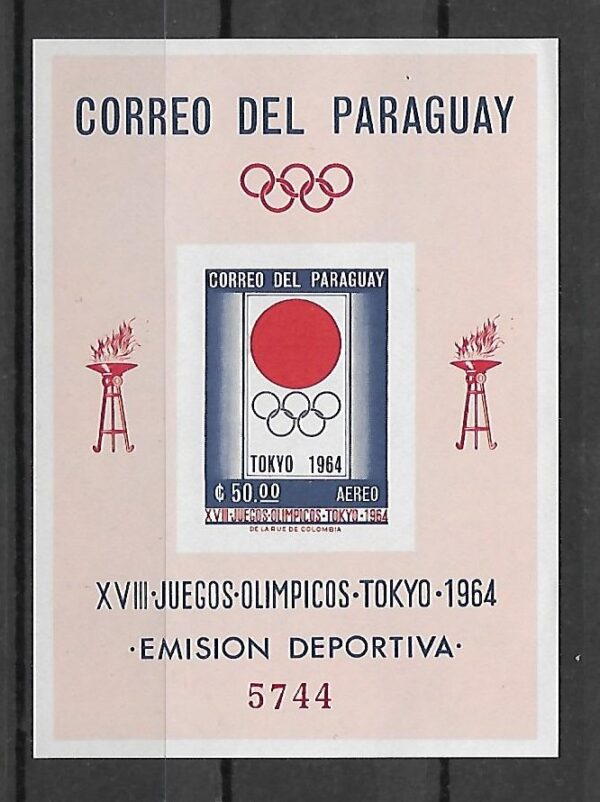 CORREO DEL PARAGUAY
CORREO DEL PARAGUAY
TOKYO 1964
₡ 50.00 AEREO
XVIII·JUEGOS·OLIMPICOS·TOKYO·1964
DE LA RUE DE COLOMBIA
XVIII·JUEGOS·OLIMPICOS·TOKYO·1964
·EMISION DEPORTIVA·
5744